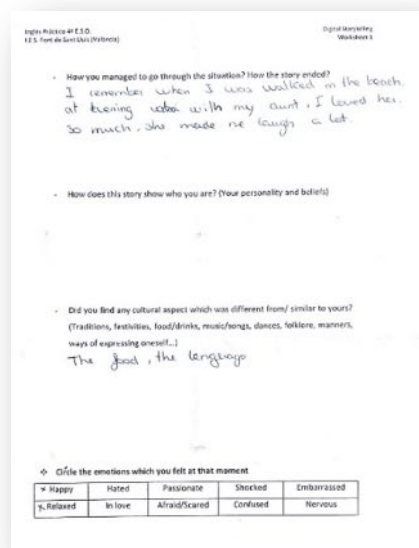 Inglés Práctico 4º E.S.O.
I.E.S. Font de Sant Lluís (Valencia)
Digital Storytelling
Worksheet 1
- How you managed to go through the situation? How the story ended?
I remember when I was walked in the beach
at evening with my aunt, I loved her
so much, she made me laugh a lot.
- How does this story show who you are? (Your personality and beliefs)
- Did you find any cultural aspect which was different from/ similar to yours?
(Traditions, festivities, food/drinks, music/songs, dances, folklore, manners,
ways of expressing oneself...)
The food, the language
❖ Circle the emotions which you felt at that moment
x Happy Hated Passionate Shocked Embarrassed
x Relaxed In love Afraid/Scared Confused Nervous